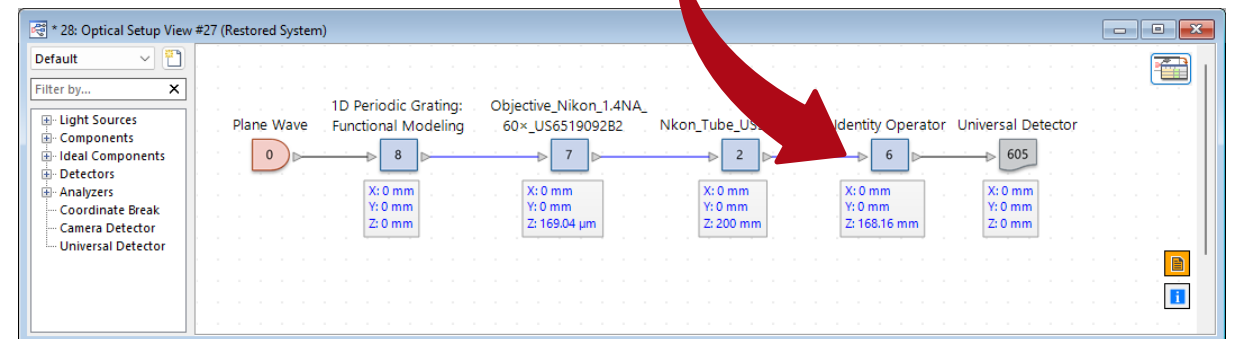 * 28: Optical Setup View #27 (Restored System)
Default
Filter by...
Light Sources
Components
Ideal Components
Detectors
Analyzers
Coordinate Break
Camera Detector
Universal Detector
Plane Wave
0
1D Periodic Grating:
Functional Modeling
8
X: 0 mm
Y: 0 mm
Z: 0 mm
Objective_Nikon_1.4NA_
60×_US6519092B2
7
X: 0 mm
Y: 0 mm
Z: 169.04 µm
2
X: 0 mm
Y: 0 mm
Z: 200 mm
Identity Operator
6
X: 0 mm
Y: 0 mm
Z: 168.16 mm
Universal Detector
605
X: 0 mm
Y: 0 mm
Z: 0 mm